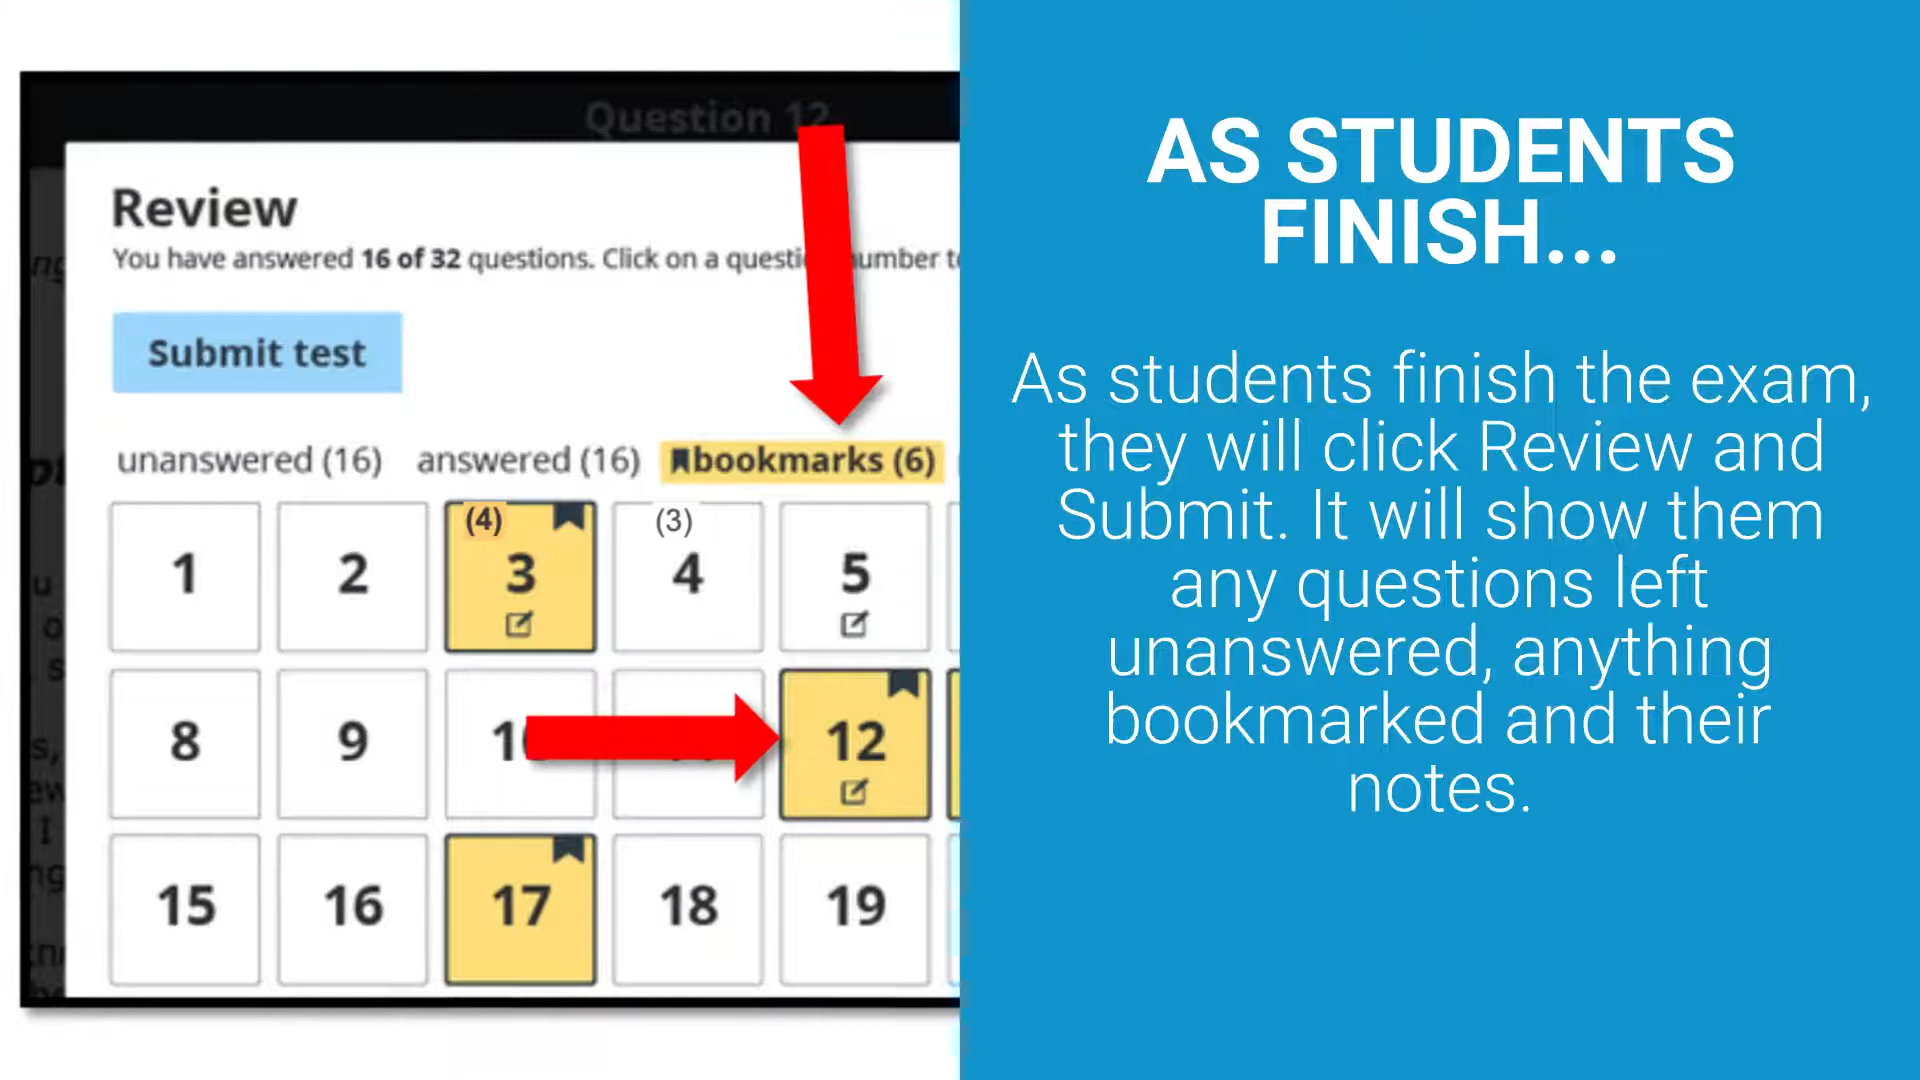 Question 12
Review
You have answered 16 of 32 questions. Click on a questi umber t
Submit test
unanswered (16) answered (16) bookmarks (6)
(4) (3)
1 2 3 4 5
8 9 12
15 16 17 18 19
AS STUDENTS
FINISH...
As students finish the exam,
they will click Review and
Submit. It will show them
any questions left
unanswered, anything
bookmarked and their
notes.